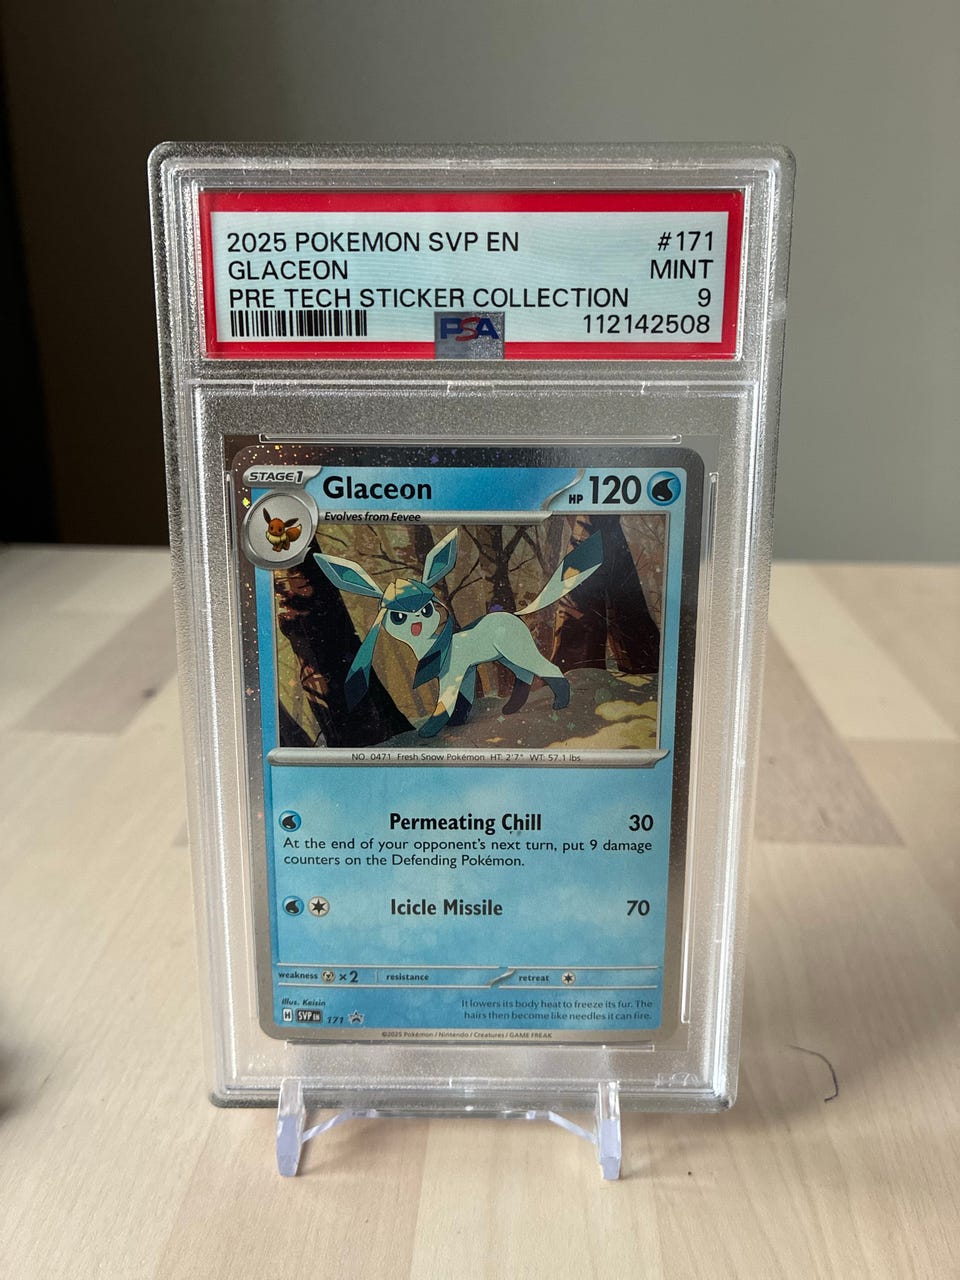 2025 POKEMON SVP EN #171
GLACEON MINT
PRE TECH STICKER COLLECTION 9
112142508
PSA
STAGE 1
Glaceon HP 120
Evolves from Eevee
NO. 0471 Fresh Snow Pokémon HT: 2'7" WT: 57.1 lbs.
Permeating Chill 30
At the end of your opponent's next turn, put 9 damage
counters on the Defending Pokémon.
Icicle Missile 70
weakness ×2 resistance retreat
Illus. Keisin
It lowers its body heat to freeze its fur. The
hairs then become like needles it can fire.
H SVP EN 171
©2025 Pokémon / Nintendo / Creatures / GAME FREAK